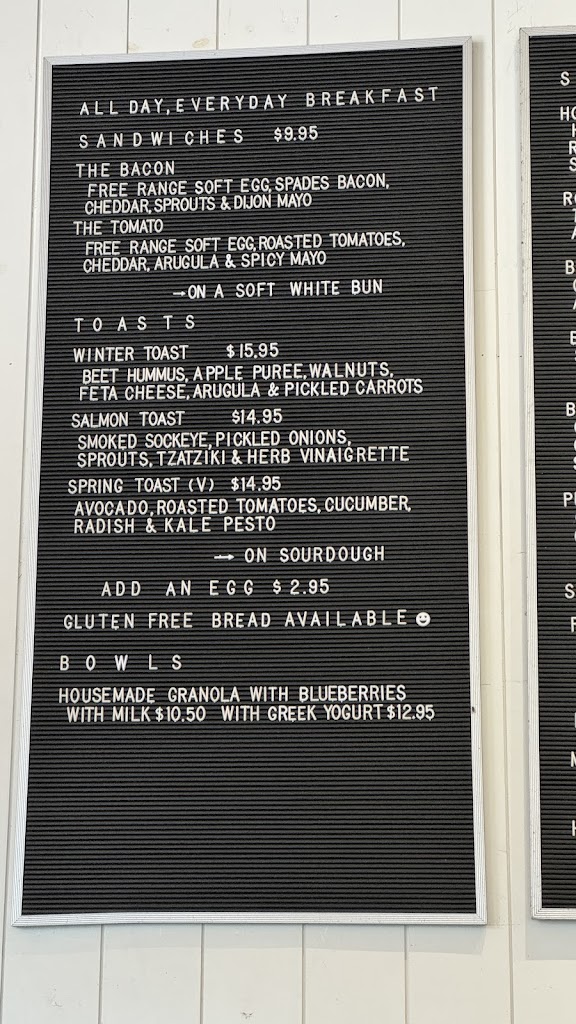 ALL DAY, EVERYDAY BREAKFAST
SANDWICHES $9.95
THE BACON
FREE RANGE SOFT EGG, SPADES BACON,
CHEDDAR, SPROUTS & DIJON MAYO
THE TOMATO
FREE RANGE SOFT EGG, ROASTED TOMATOES,
CHEDDAR, ARUGULA & SPICY MAYO
→ON A SOFT WHITE BUN
TOASTS
WINTER TOAST $15.95
BEET HUMMUS, APPLE PUREE, WALNUTS,
FETA CHEESE, ARUGULA & PICKLED CARROTS
SALMON TOAST $14.95
SMOKED SOCKEYE, PICKLED ONIONS,
SPROUTS, TZATZIKI & HERB VINAIGRETTE
SPRING TOAST (V) $14.95
AVOCADO, ROASTED TOMATOES, CUCUMBER,
RADISH & KALE PESTO
→ ON SOURDOUGH
ADD AN EGG $2.95
GLUTEN FREE BREAD AVAILABLE ☻
BOWLS
HOUSEMADE GRANOLA WITH BLUEBERRIES
WITH MILK $10.50 WITH GREEK YOGURT $12.95